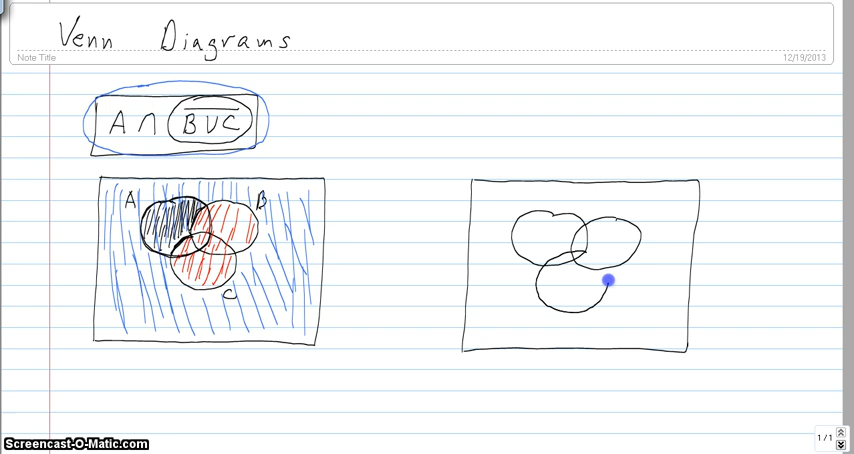 Venn Diagrams
Note Title
12/19/2013
A ∩ B ∪ C
A
B
C
1/1
Screencast-O-Matic.com